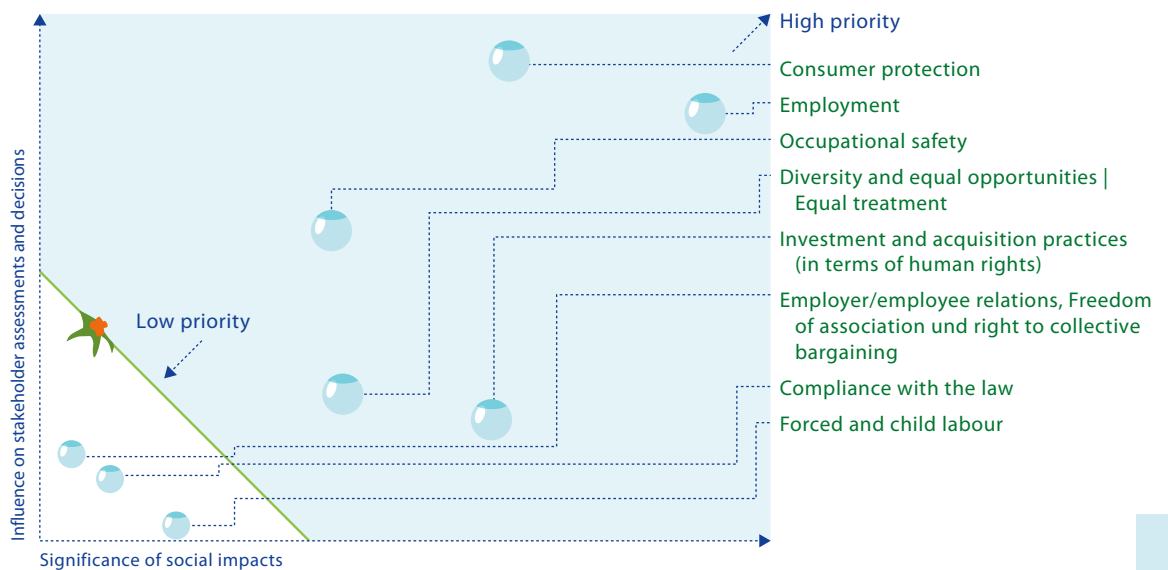 High priority
Consumer protection
Employment
Occupational safety
Diversity and equal opportunities |
Equal treatment
Investment and acquisition practices
(in terms of human rights)
Employer/employee relations, Freedom
of association und right to collective
bargaining
Compliance with the law
Forced and child labour
Low priority
Influence on stakeholder assessments and decisions
Significance of social impacts